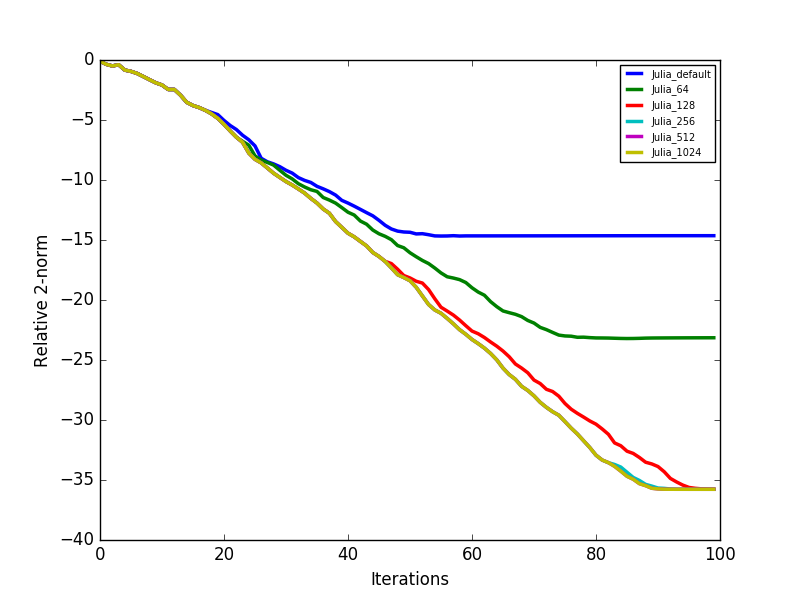 0
−5
−10
−15
−20
−25
−30
−35
−40
Relative 2-norm
Julia_default
Julia_64
Julia_128
Julia_256
Julia_512
Julia_1024
0 20 40 60 80 100
Iterations